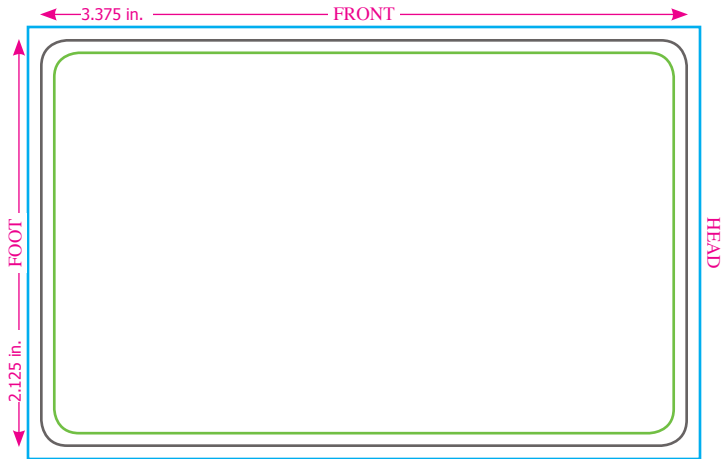 3.375 in.
FRONT
FOOT
HEAD
2.125 in.